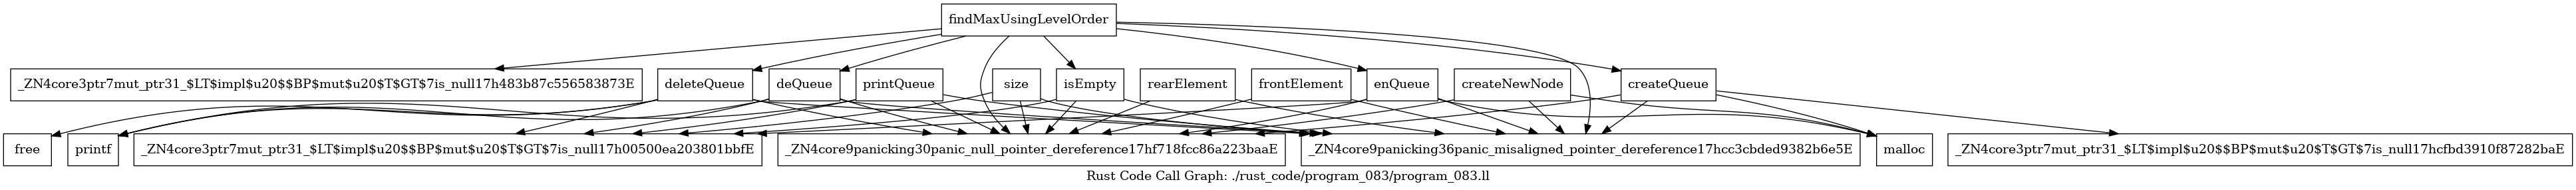 findMaxUsingLevelOrder
_ZN4core3ptr7mut_ptr31_$LT$impl$u20$$BP$mut$u20$T$GT$7is_null17h483b87c556583873E
deleteQueue
deQueue
printQueue
size
isEmpty
rearElement
frontElement
enQueue
createNewNode
createQueue
free
printf
_ZN4core3ptr7mut_ptr31_$LT$impl$u20$$BP$mut$u20$T$GT$7is_null17h00500ea203801bbfE
_ZN4core9panicking30panic_null_pointer_dereference17hf718fcc86a223baaE
_ZN4core9panicking36panic_misaligned_pointer_dereference17hcc3cbded9382b6e5E
malloc
_ZN4core3ptr7mut_ptr31_$LT$impl$u20$$BP$mut$u20$T$GT$7is_null17hcfbd3910f87282baE
Rust Code Call Graph: ./rust_code/program_083/program_083.ll